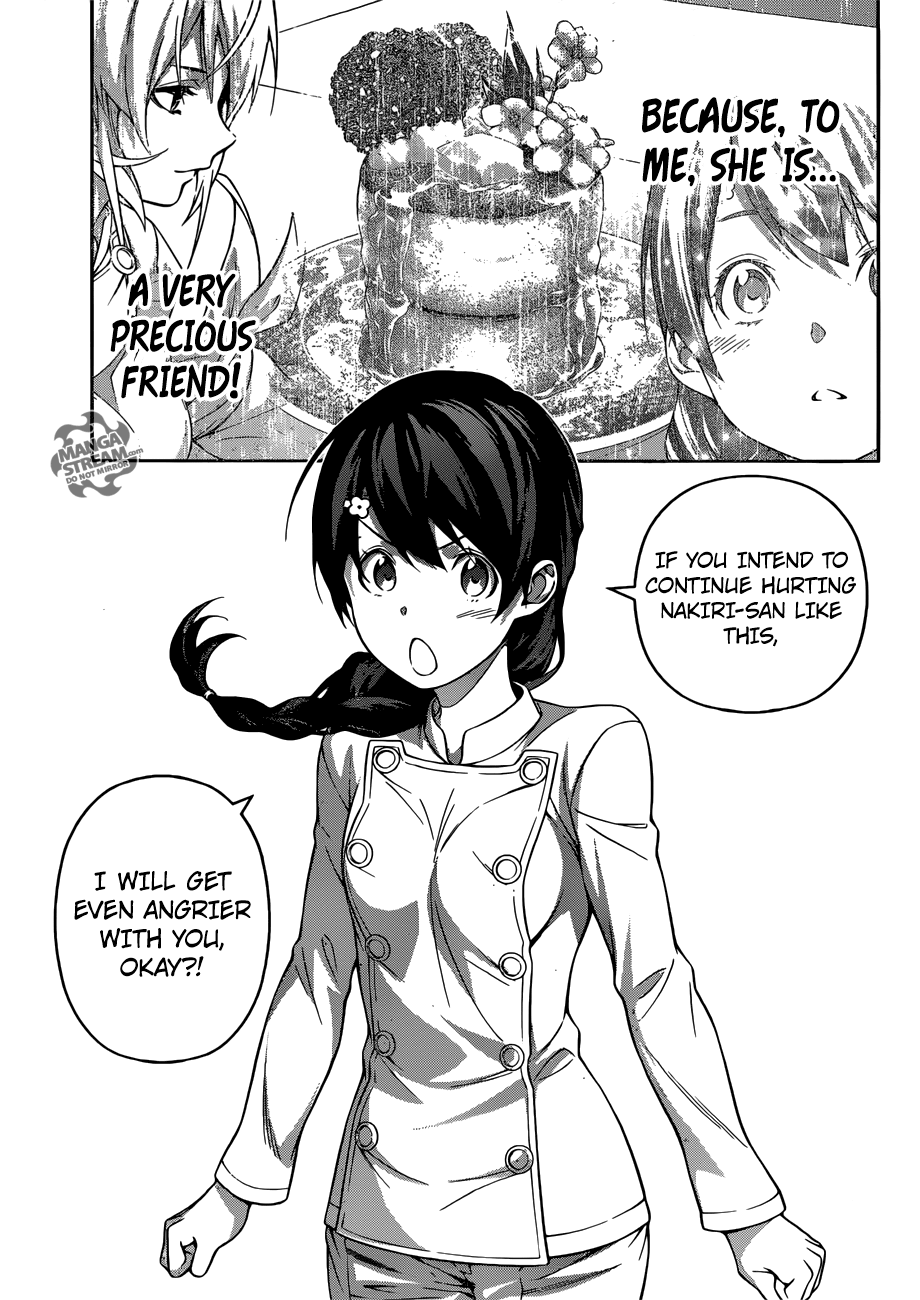 BECAUSE, TO
ME, SHE IS...
A VERY
PRECIOUS
FRIEND!
MANGA
STREAM.com
DO NOT MIRROR
IF YOU INTEND TO
CONTINUE HURTING
NAKIRI-SAN LIKE
THIS,
I WILL GET
EVEN ANGRIER
WITH YOU,
OKAY?!